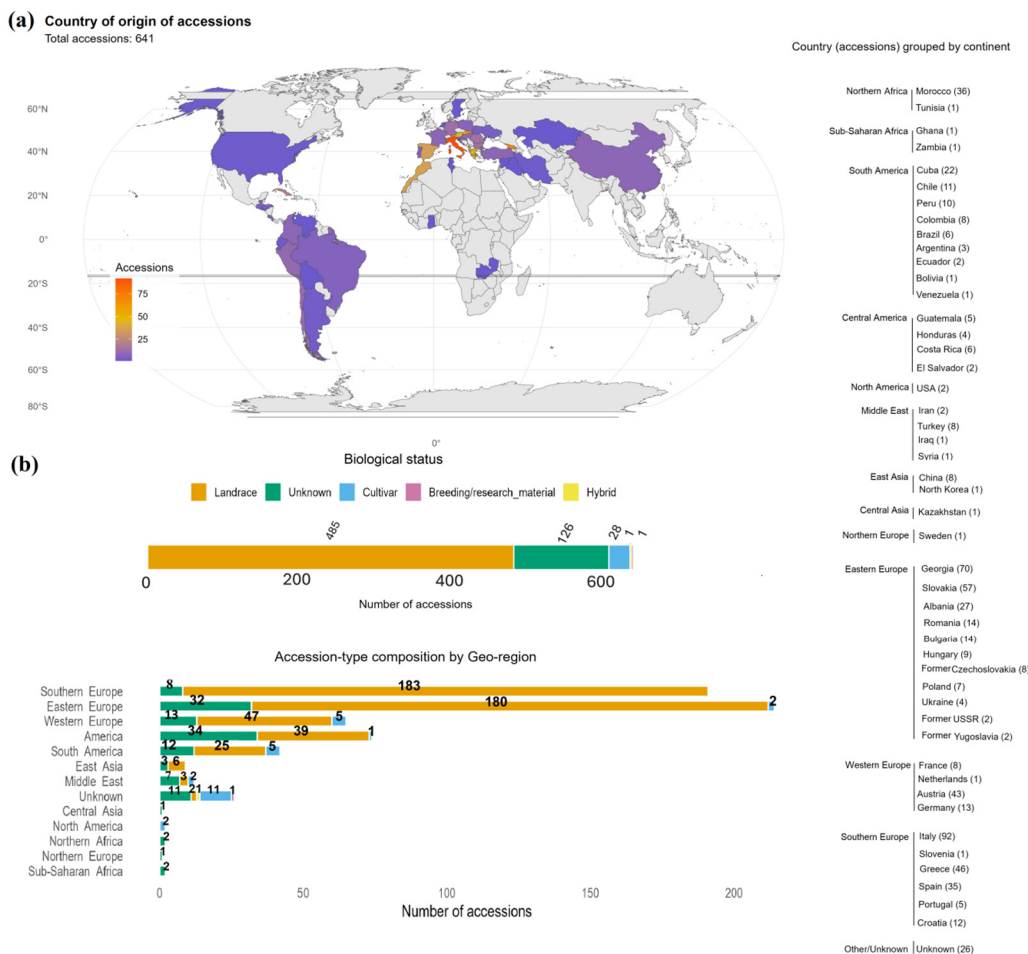 (a) Country of origin of accessions
Total accessions: 641
60°N
40°N
20°N
0°
20°S
40°S
60°S
80°S
0°
Accessions
75
50
25
Country (accessions) grouped by continent
Northern Africa
Morocco (36)
Tunisia (1)
Sub-Saharan Africa
Ghana (1)
Zambia (1)
South America
Cuba (22)
Chile (11)
Peru (10)
Colombia (8)
Brazil (6)
Argentina (3)
Ecuador (2)
Bolivia (1)
Venezuela (1)
Central America
Guatemala (5)
Honduras (4)
Costa Rica (6)
El Salvador (2)
North America
USA (2)
Middle East
Iran (2)
Turkey (8)
Iraq (1)
Syria (1)
East Asia
China (8)
North Korea (1)
Central Asia
Kazakhstan (1)
Northern Europe
Sweden (1)
Eastern Europe
Georgia (70)
Slovakia (57)
Albania (27)
Romania (14)
Bulgaria (14)
Hungary (9)
Former Czechoslovakia (8)
Poland (7)
Ukraine (4)
Former USSR (2)
Former Yugoslavia (2)
Western Europe
France (8)
Netherlands (1)
Austria (43)
Germany (13)
Southern Europe
Italy (92)
Slovenia (1)
Greece (46)
Spain (35)
Portugal (5)
Croatia (12)
Other/Unknown
Unknown (26)
(b)
Biological status
Landrace Unknown Cultivar Breeding/research_material Hybrid
485 126 28 1 1
0 200 400 600
Number of accessions
Accession-type composition by Geo-region
Southern Europe 8 183
Eastern Europe 32 180 2
Western Europe 13 47 5
America 34 39 1
South America 12 25 5
East Asia 3 6
Middle East 7 3 2
Unknown 11 2 1 11 1
Central Asia 1
North America 2
Northern Africa 2
Northern Europe 1
Sub-Saharan Africa 2
0 50 100 150 200
Number of accessions